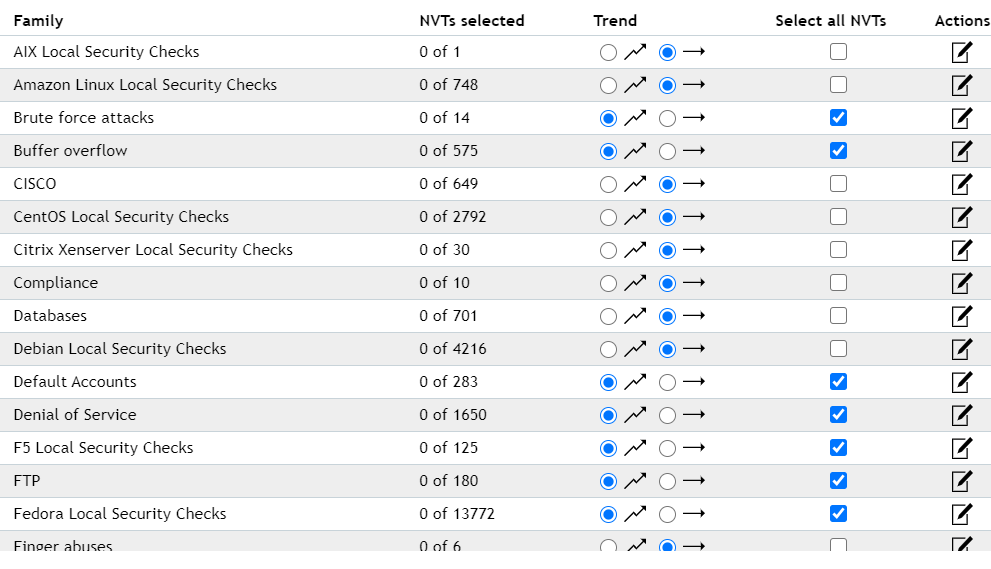 Family NVTs selected Trend Select all NVTs Actions
AIX Local Security Checks 0 of 1
Amazon Linux Local Security Checks 0 of 748
Brute force attacks 0 of 14
Buffer overflow 0 of 575
CISCO 0 of 649
CentOS Local Security Checks 0 of 2792
Citrix Xenserver Local Security Checks 0 of 30
Compliance 0 of 10
Databases 0 of 701
Debian Local Security Checks 0 of 4216
Default Accounts 0 of 283
Denial of Service 0 of 1650
F5 Local Security Checks 0 of 125
FTP 0 of 180
Fedora Local Security Checks 0 of 13772
Finger abuses 0 of 6